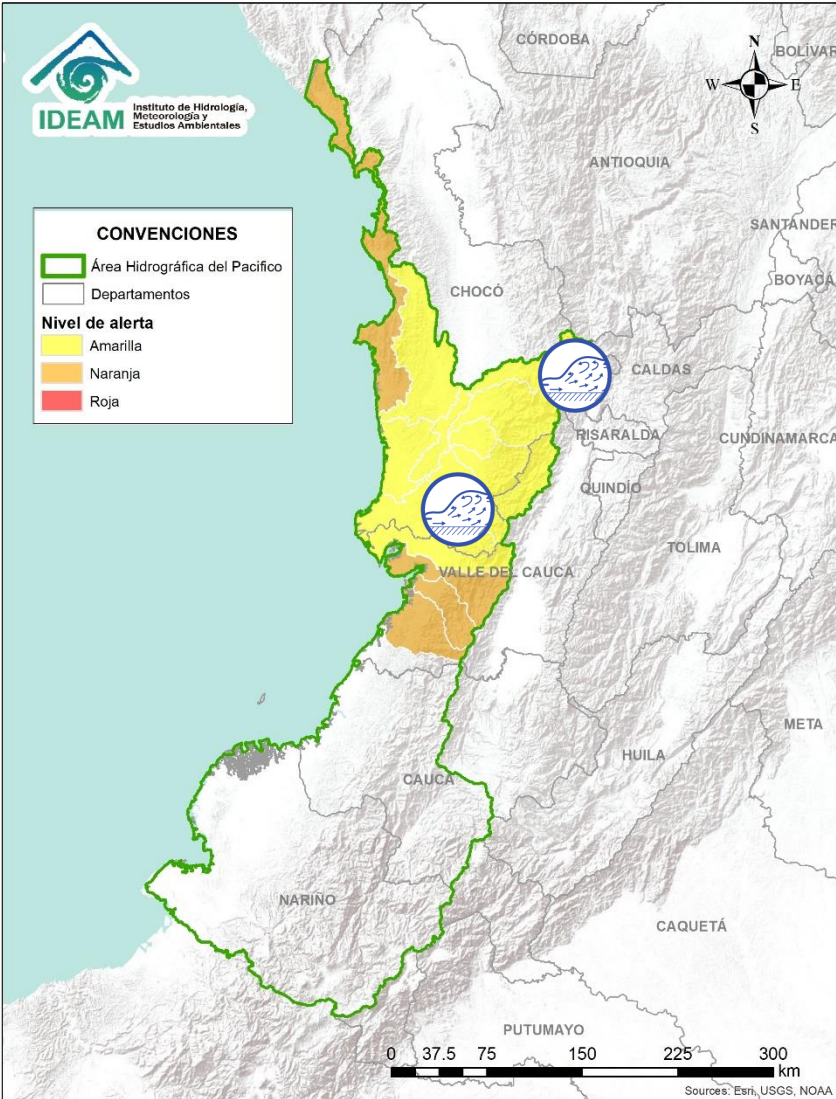 IDEAM
Instituto de Hidrología,
Meteorología y
Estudios Ambientales
CÓRDOBA
BOLÍVAR
N
W
E
S
ANTIOQUIA
SANTANDER
BOYACÁ
CONVENCIONES
Área Hidrográfica del Pacifico
Departamentos
Nivel de alerta
Amarilla
Naranja
Roja
CHOCÓ
CALDAS
RISARALDA
CUNDINAMARCA
QUINDÍO
TOLIMA
VALLE DEL CAUCA
META
HUILA
CAUCA
NARIÑO
CAQUETÁ
PUTUMAYO
0 37.5 75 150 225 300
km
Sources: Esri, USGS, NOAA